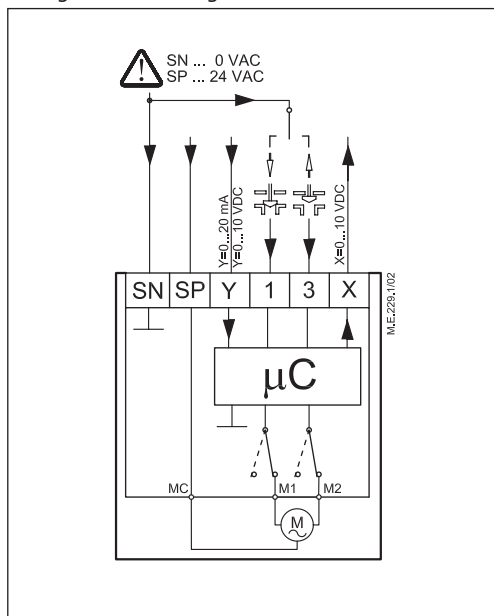 SN ... 0 VAC
SP ... 24 VAC
Y=0...20 mA
Y=0...10 VDC
X=0...10 VDC
SN SP Y 1 3 X
M.E.229.1/02
µC
MC M1 M2
M